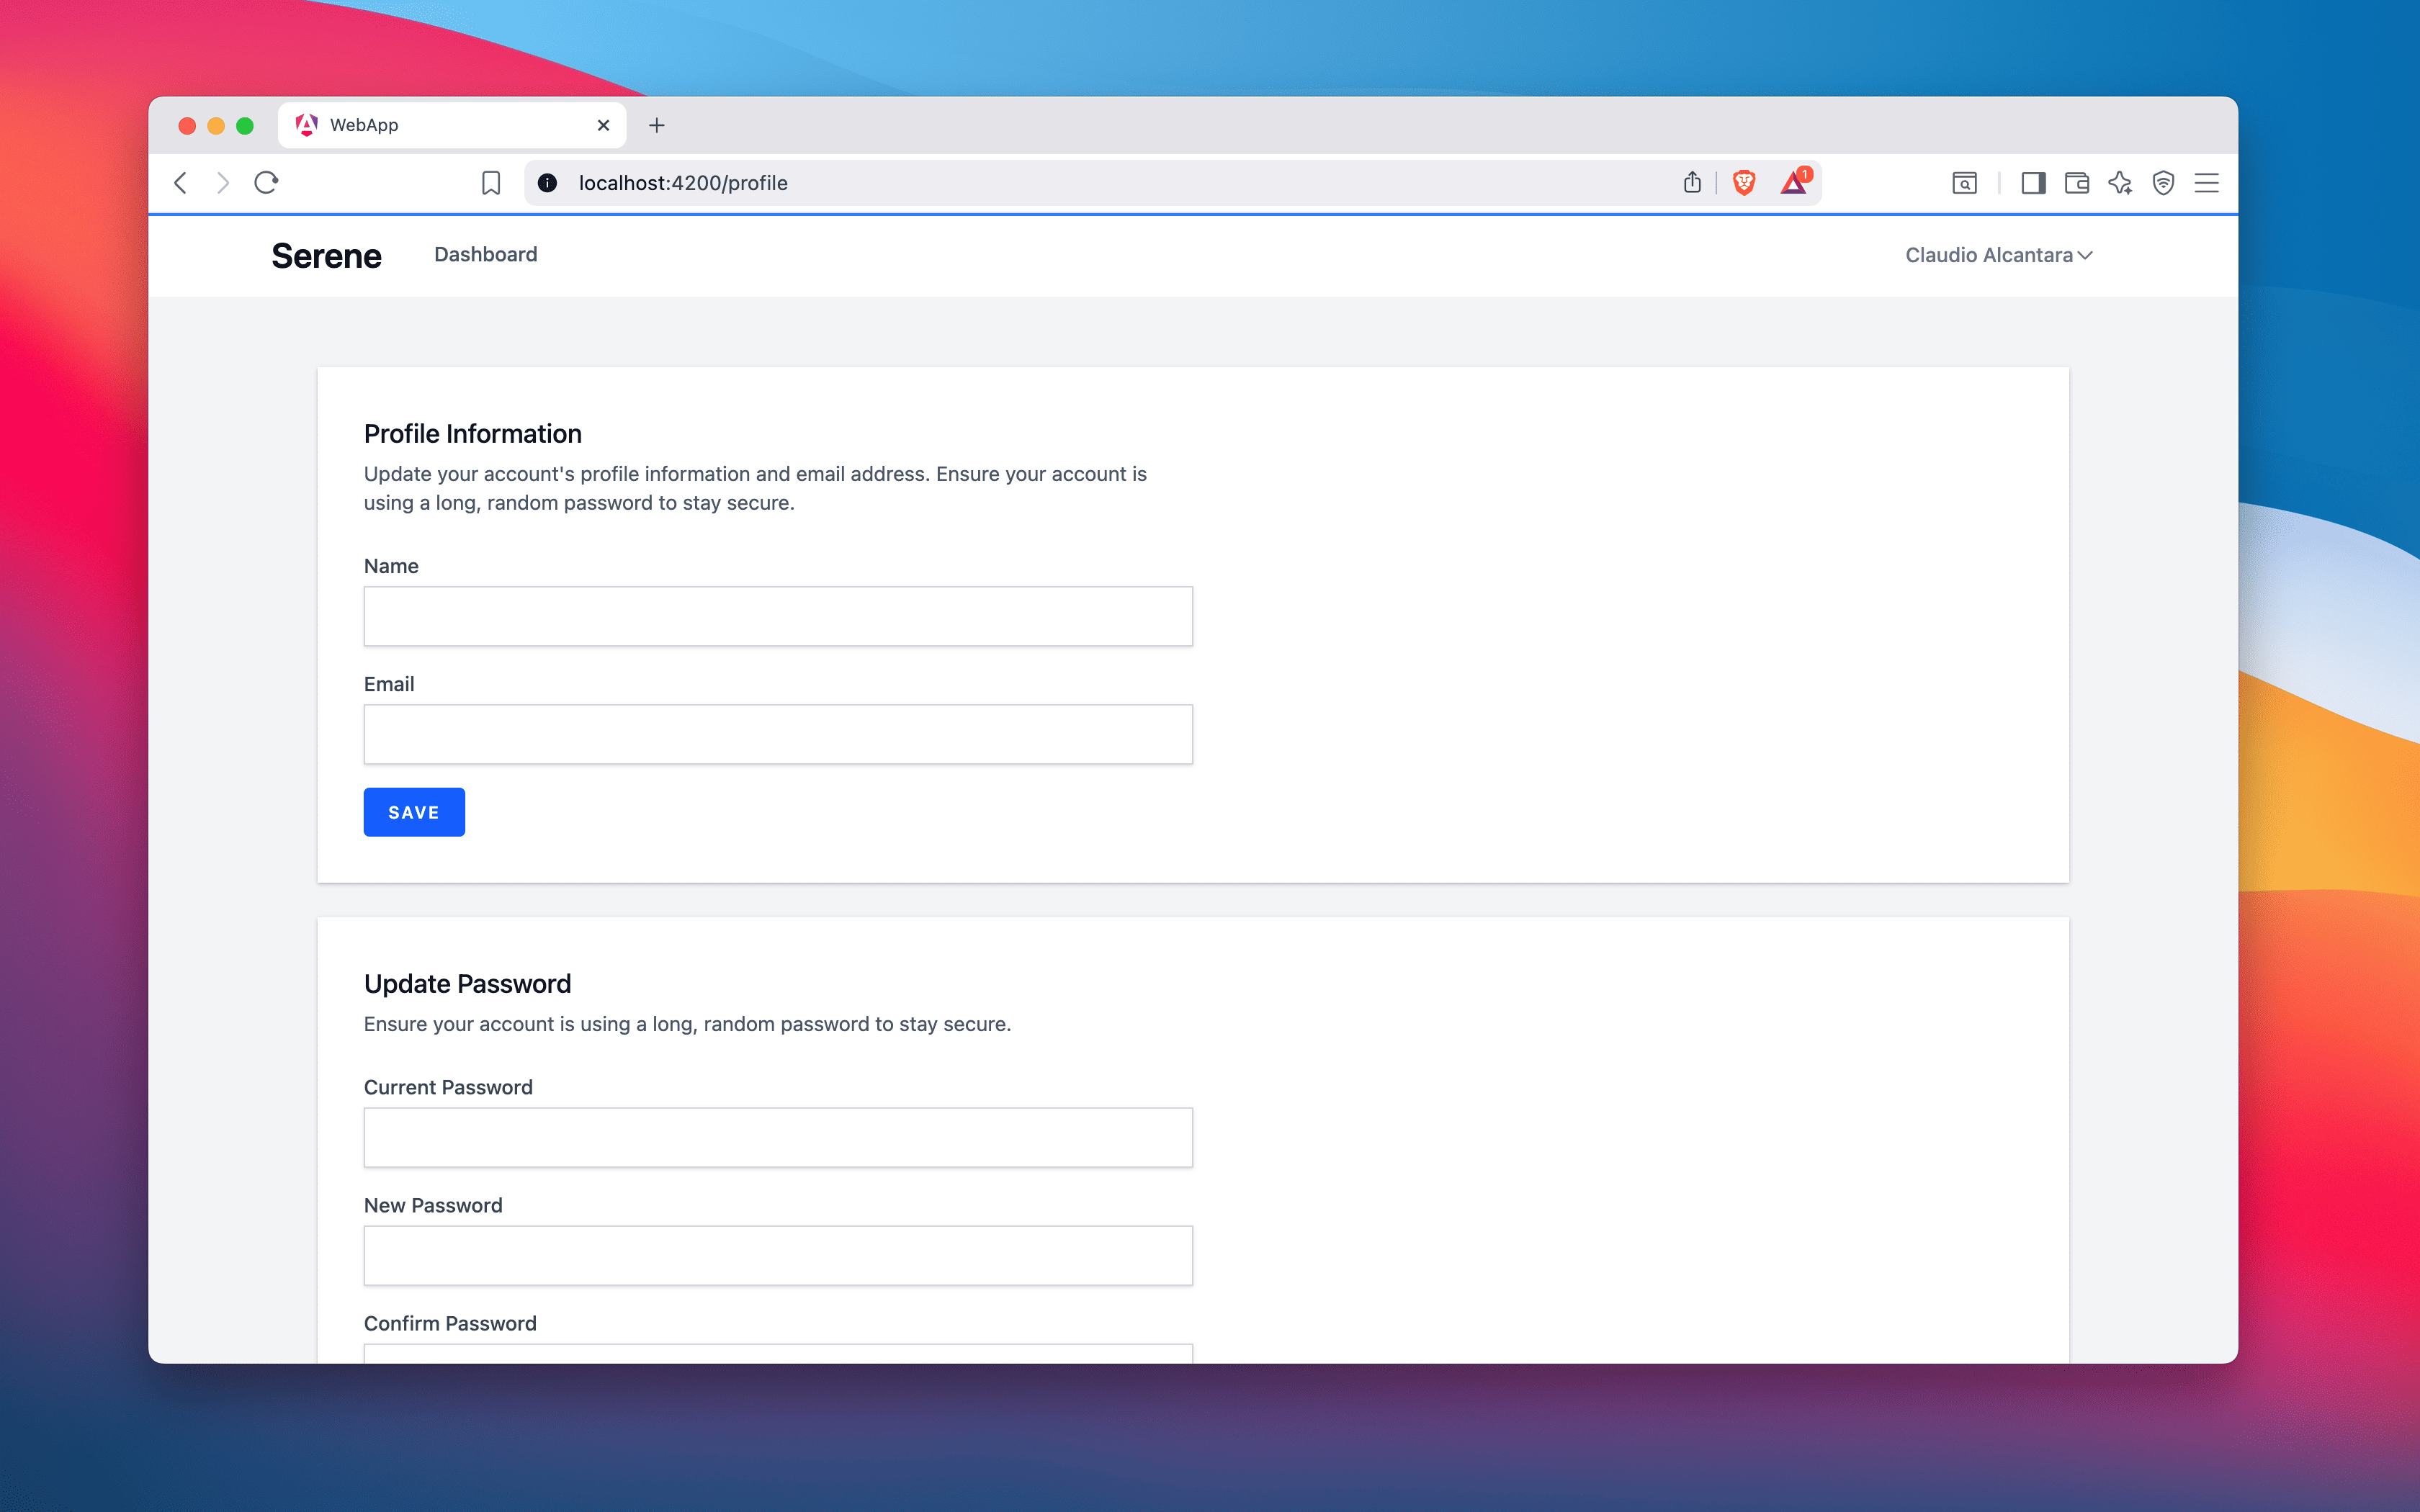 WebApp
localhost:4200/profile
1
Serene
Dashboard
Claudio Alcantara
Profile Information
Update your account's profile information and email address. Ensure your account is
using a long, random password to stay secure.
Name
Email
SAVE
Update Password
Ensure your account is using a long, random password to stay secure.
Current Password
New Password
Confirm Password